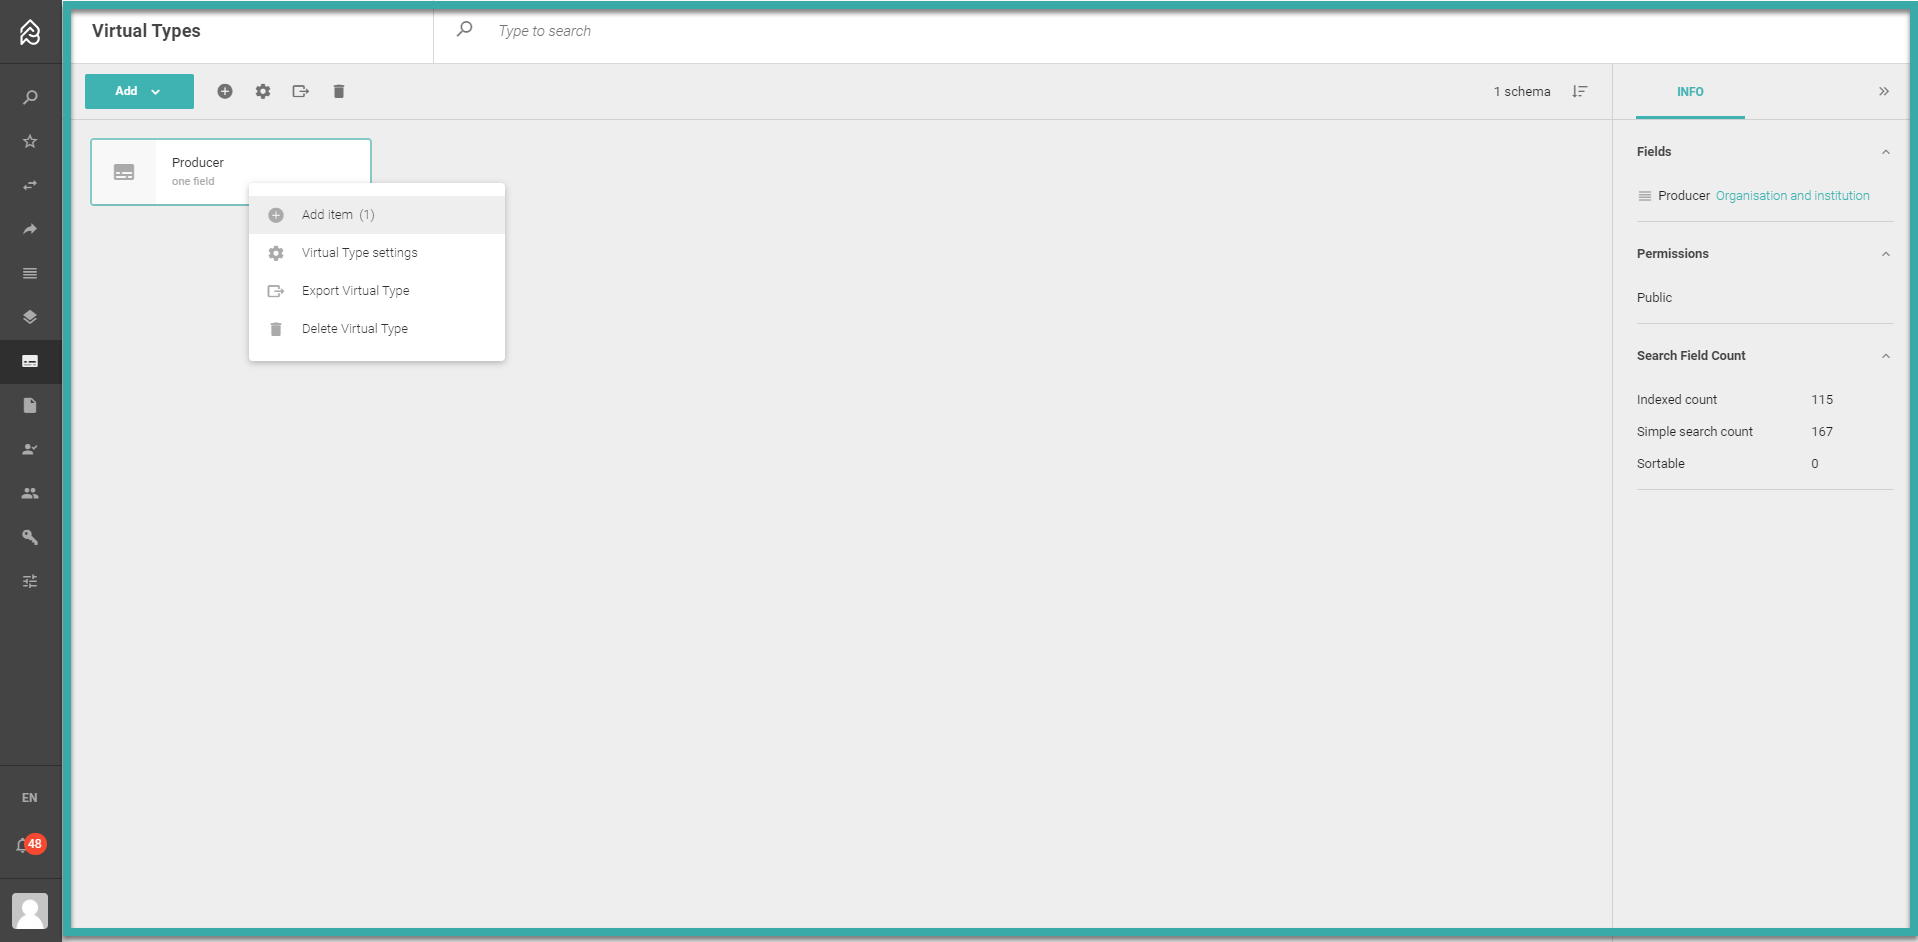 Virtual Types
Type to search
Add
1 schema
INFO
Producer
one field
Add item (1)
Virtual Type settings
Export Virtual Type
Delete Virtual Type
Fields
Producer Organisation and institution
Permissions
Public
Search Field Count
Indexed count 115
Simple search count 167
Sortable 0
EN
48